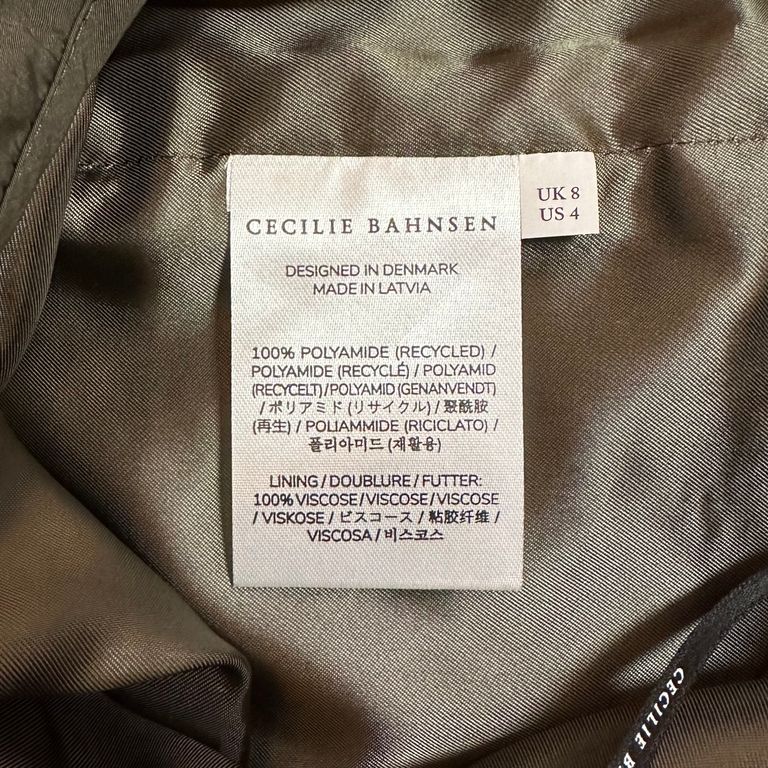 CECILIE BAHNSEN
DESIGNED IN DENMARK
MADE IN LATVIA
100% POLYAMIDE (RECYCLED) /
POLYAMIDE (RECYCLÉ) / POLYAMID
(RECYCELT)/POLYAMID (GENANVENDT)
/ ポリアミド (リサイクル) / 聚酰胺
(再生) / POLIAMMIDE (RICICLATO) /
폴리아미드 (재활용)
LINING / DOUBLURE / FUTTER:
100% VISCOSE / VISCOSE / VISCOSE
/ VISKOSE / ビスコース / 粘胶纤维 /
VISCOSA / 비스코스
UK 8
US 4
CECILIE B